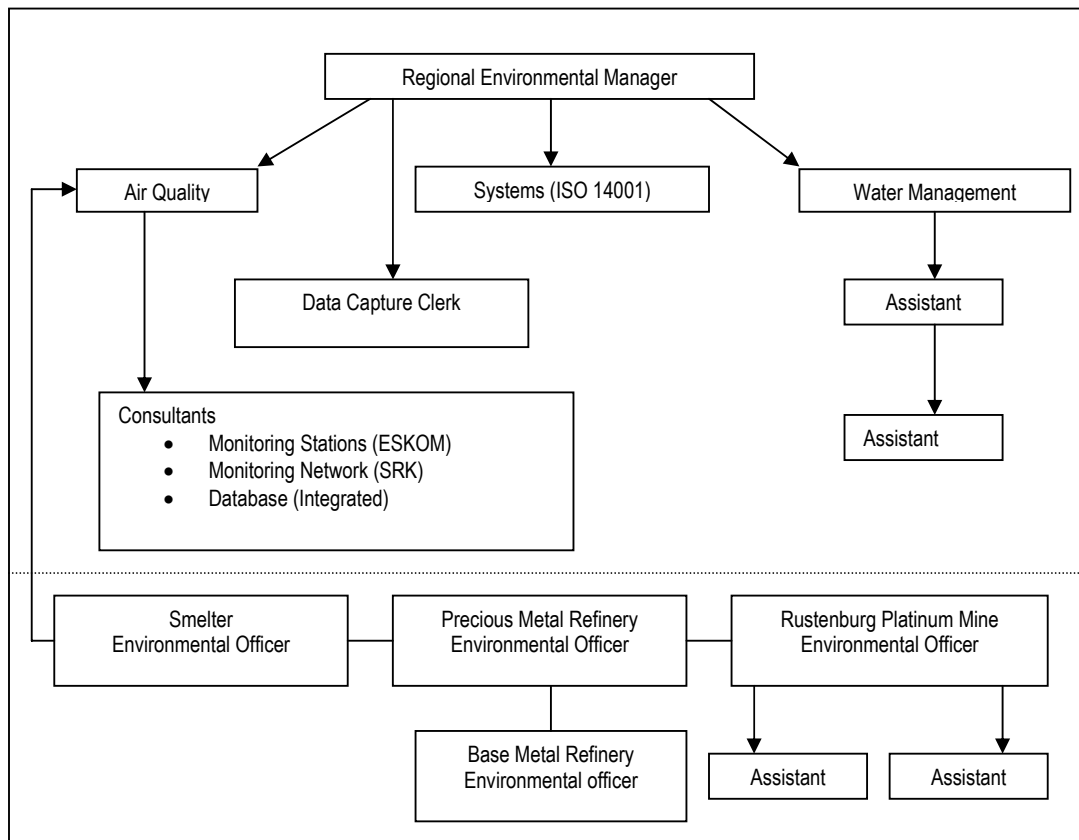 Regional Environmental Manager
Air Quality
Systems (ISO 14001)
Water Management
Data Capture Clerk
Assistant
Consultants
• Monitoring Stations (ESKOM)
• Monitoring Network (SRK)
• Database (Integrated)
Assistant
Smelter
Environmental Officer
Precious Metal Refinery
Environmental Officer
Rustenburg Platinum Mine
Environmental Officer
Base Metal Refinery
Environmental officer
Assistant
Assistant